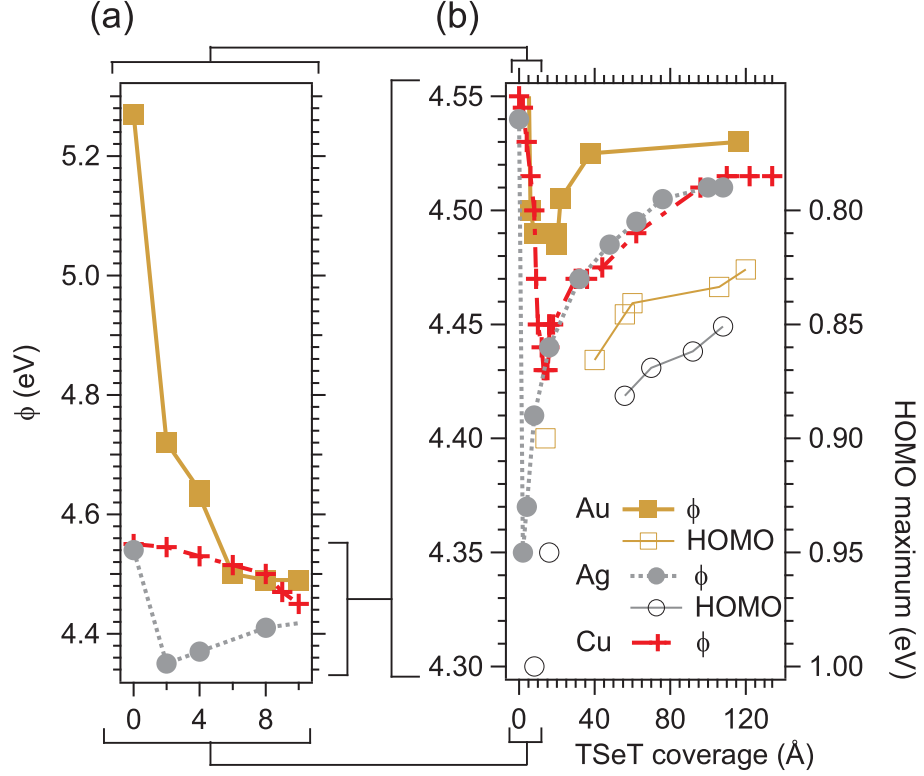 (a)
(b)
5.2
5.0
4.8
4.6
4.4
ϕ (eV)
0 4 8
4.55
4.50
4.45
4.40
4.35
4.30
0.80
0.85
0.90
0.95
1.00
HOMO maximum (eV)
Au ϕ
HOMO
Ag ϕ
HOMO
Cu ϕ
0 40 80 120
TSeT coverage (Å)